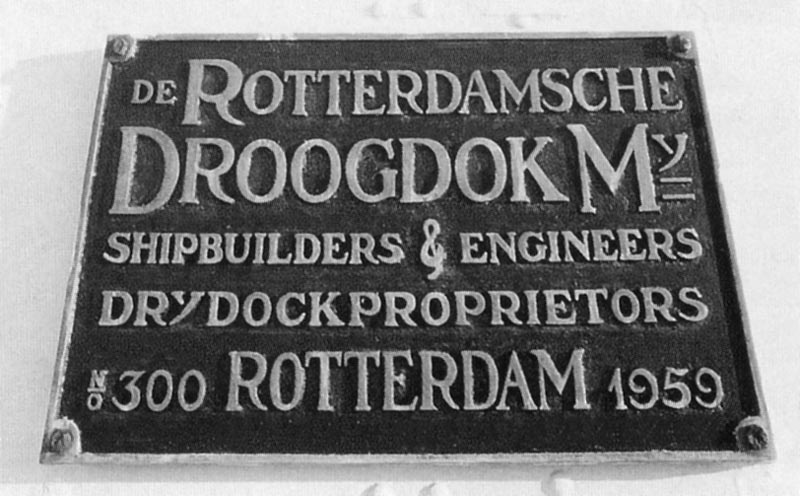 DE ROTTERDAMSCHE
DROOGDOK My
SHIPBUILDERS & ENGINEERS
DRYDOCKPROPRIETORS
No 300 ROTTERDAM 1959